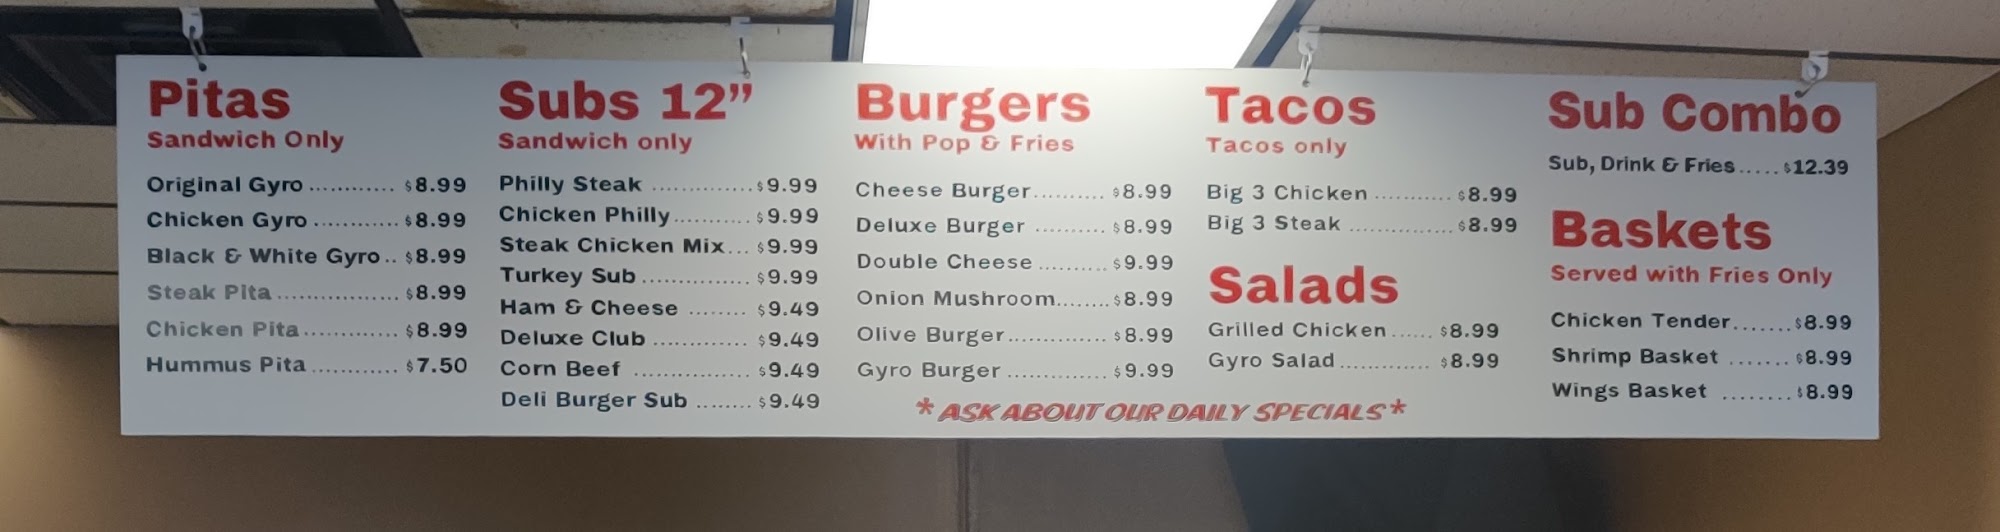 Pitas
Sandwich Only
Original Gyro ............ $8.99
Chicken Gyro ............ $8.99
Black & White Gyro .. $8.99
Steak Pita ................. $8.99
Chicken Pita ............. $8.99
Hummus Pita ............ $7.50
Subs 12”
Sandwich only
Philly Steak .............. $9.99
Chicken Philly ........... $9.99
Steak Chicken Mix... $9.99
Turkey Sub ............... $9.99
Ham & Cheese ........ $9.49
Deluxe Club ............. $9.49
Corn Beef ................ $9.49
Deli Burger Sub ........ $9.49
Burgers
With Pop & Fries
Cheese Burger.......... $8.99
Deluxe Burger .......... $8.99
Double Cheese .......... $9.99
Onion Mushroom........ $8.99
Olive Burger.............. $8.99
Gyro Burger .............. $9.99
Tacos
Tacos only
Big 3 Chicken ........... $8.99
Big 3 Steak ............... $8.99
Salads
Grilled Chicken ...... $8.99
Gyro Salad ............. $8.99
*ASK ABOUT OUR DAILY SPECIALS*
Sub Combo
Sub, Drink & Fries ..... $12.39
Baskets
Served with Fries Only
Chicken Tender ....... $8.99
Shrimp Basket ....... $8.99
Wings Basket ........ $8.99